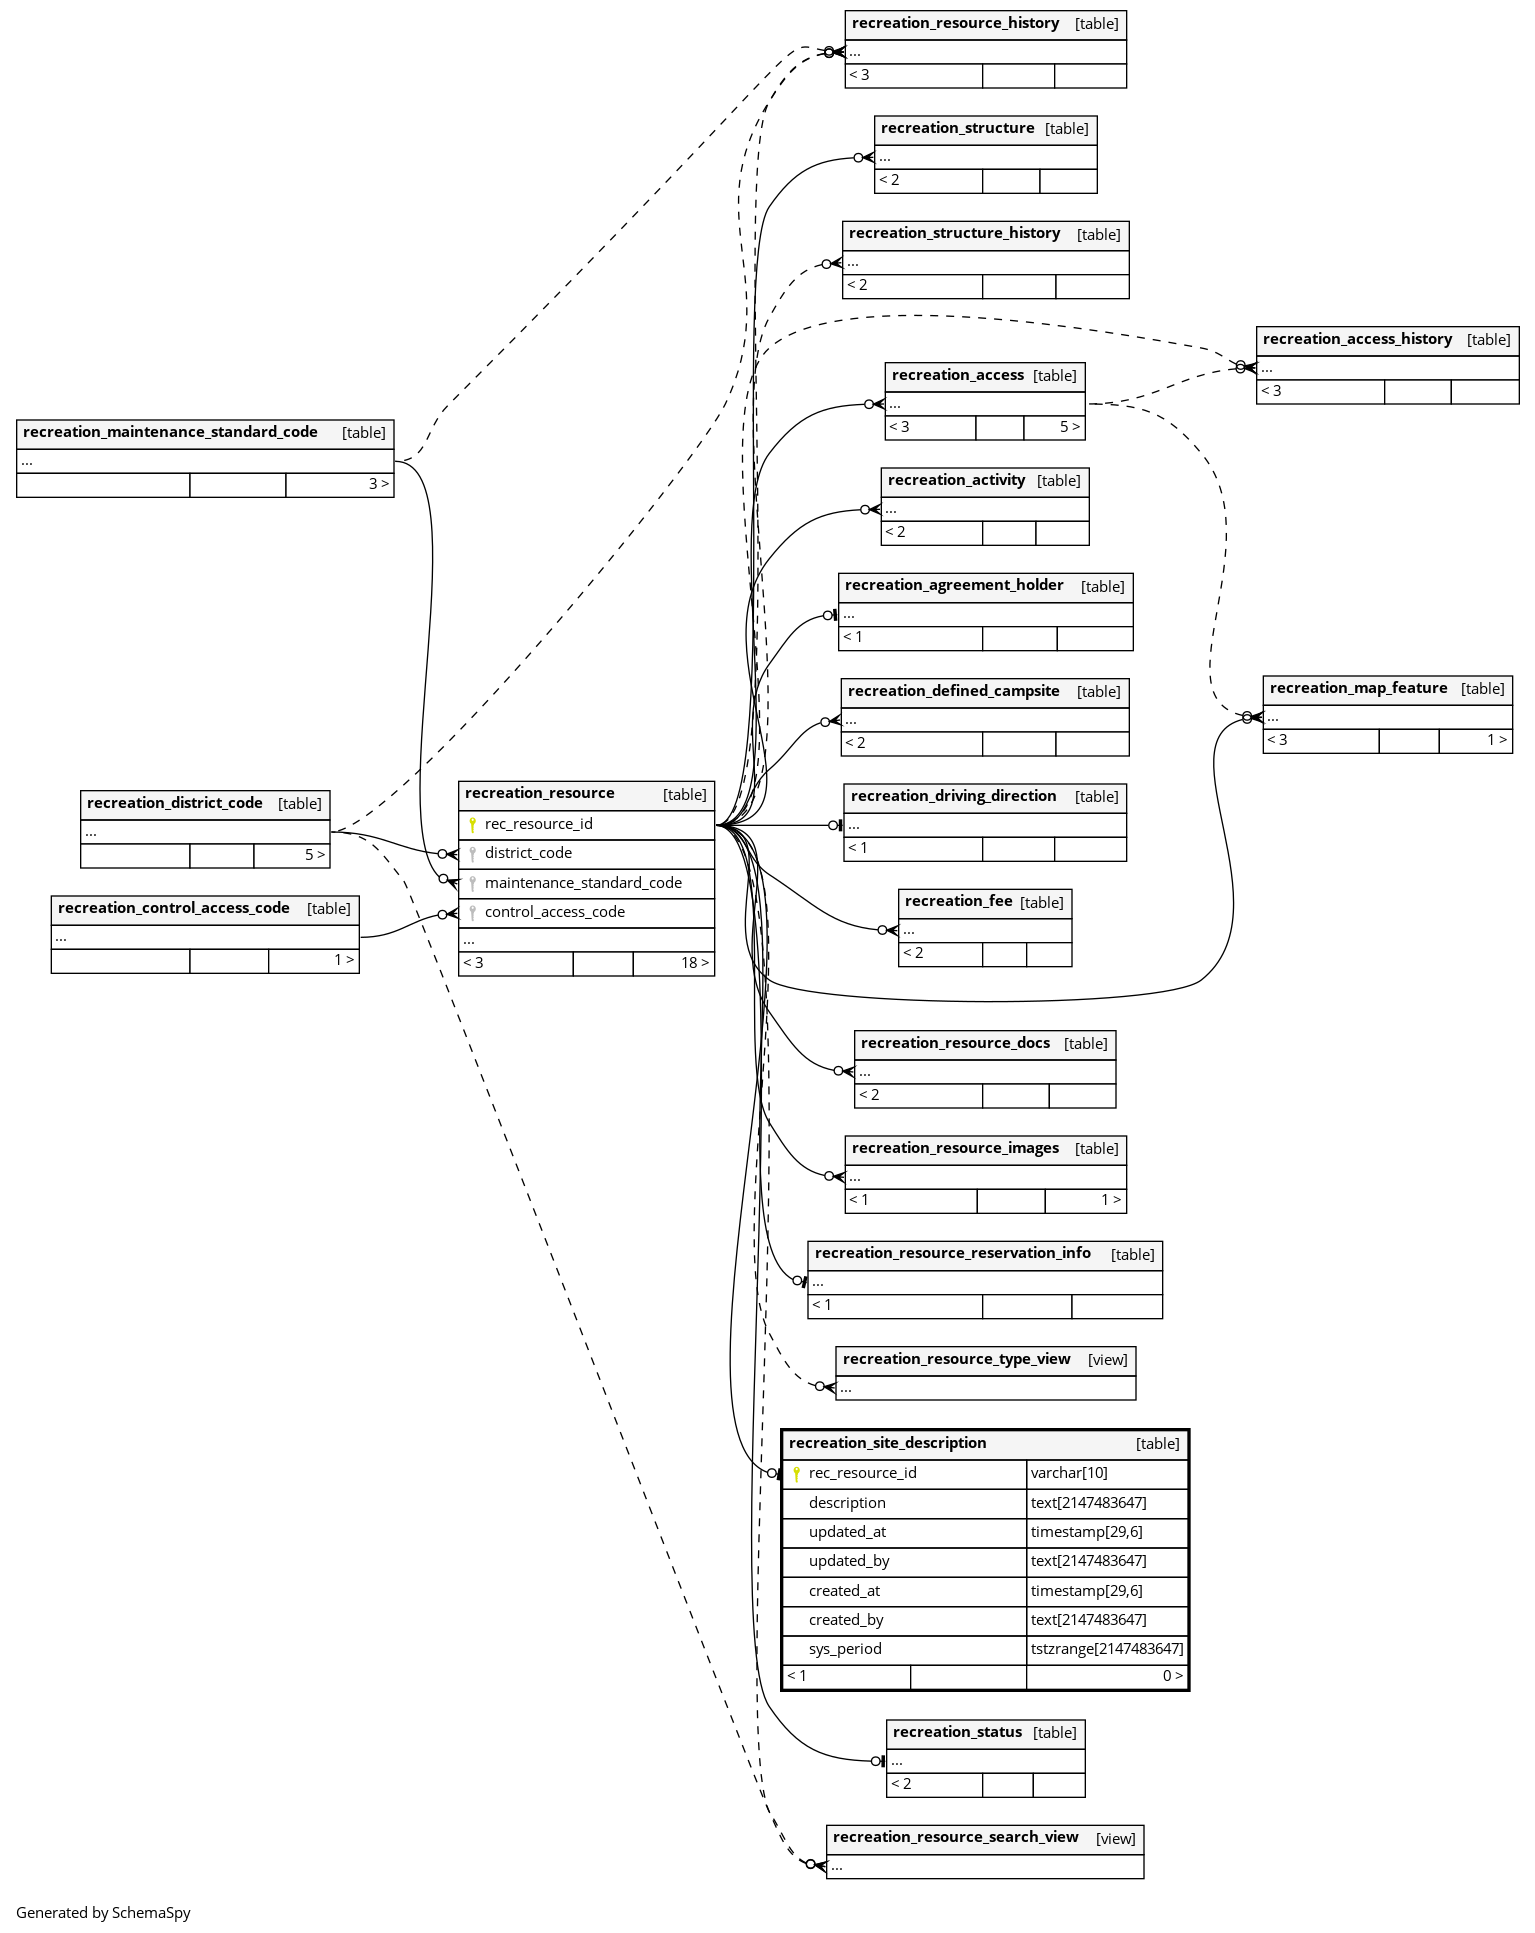 recreation_resource_history [table]
...
< 3
recreation_structure [table]
...
< 2
recreation_structure_history [table]
...
< 2
recreation_access_history [table]
...
< 3
recreation_access [table]
...
< 3 5 >
recreation_maintenance_standard_code [table]
...
3 >
recreation_activity [table]
...
< 2
recreation_agreement_holder [table]
...
< 1
recreation_defined_campsite [table]
...
< 2
recreation_map_feature [table]
...
< 3 1 >
recreation_district_code [table]
...
5 >
recreation_control_access_code [table]
...
1 >
recreation_resource [table]
rec_resource_id
district_code
maintenance_standard_code
control_access_code
...
< 3 18 >
recreation_driving_direction [table]
...
< 1
recreation_fee [table]
...
< 2
recreation_resource_docs [table]
...
< 2
recreation_resource_images [table]
...
< 1 1 >
recreation_resource_reservation_info [table]
...
< 1
recreation_resource_type_view [view]
...
recreation_site_description [table]
rec_resource_id varchar[10]
description text[2147483647]
updated_at timestamp[29,6]
updated_by text[2147483647]
created_at timestamp[29,6]
created_by text[2147483647]
sys_period tstzrange[2147483647]
< 1 0 >
recreation_status [table]
...
< 2
recreation_resource_search_view [view]
...
Generated by SchemaSpy